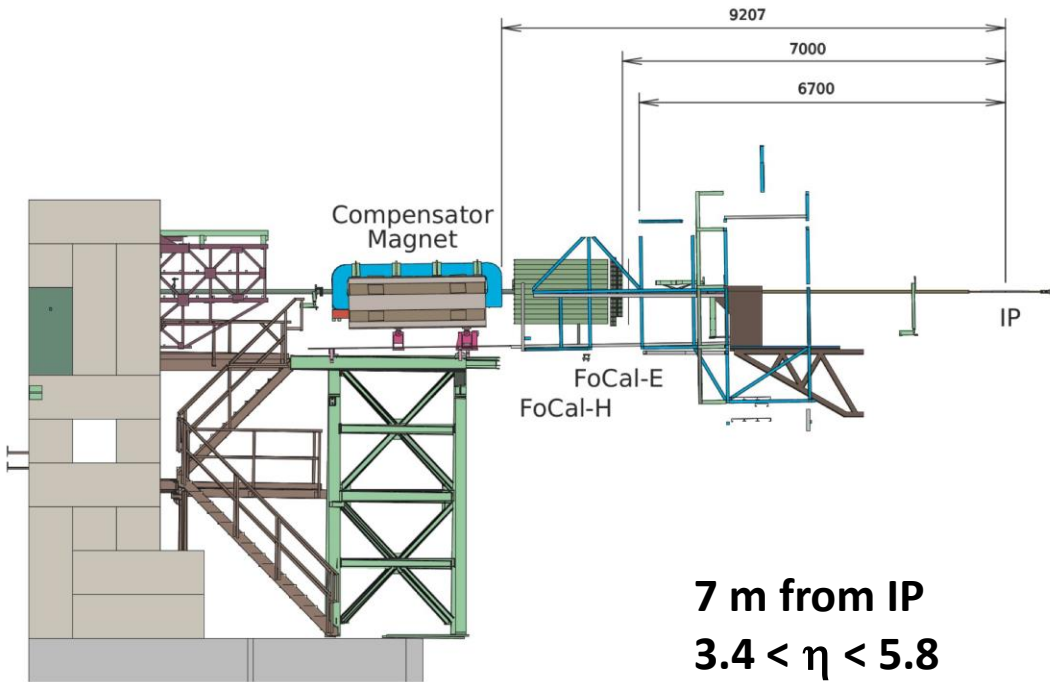 9207
7000
6700
Compensator
Magnet
IP
FoCal-E
FoCal-H
7 m from IP
3.4 < η < 5.8